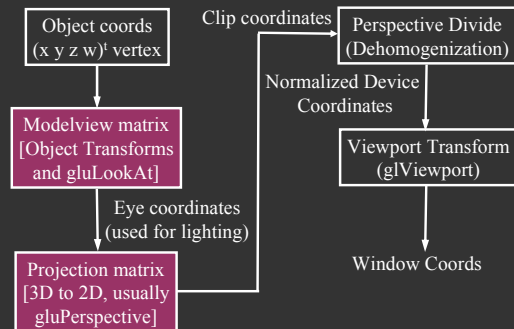 Object coords
(x y z w)ᵗ vertex
Modelview matrix
[Object Transforms
and gluLookAt]
Eye coordinates
(used for lighting)
Projection matrix
[3D to 2D, usually
gluPerspective]
Clip coordinates
Perspective Divide
(Dehomogenization)
Normalized Device
Coordinates
Viewport Transform
(glViewport)
Window Coords